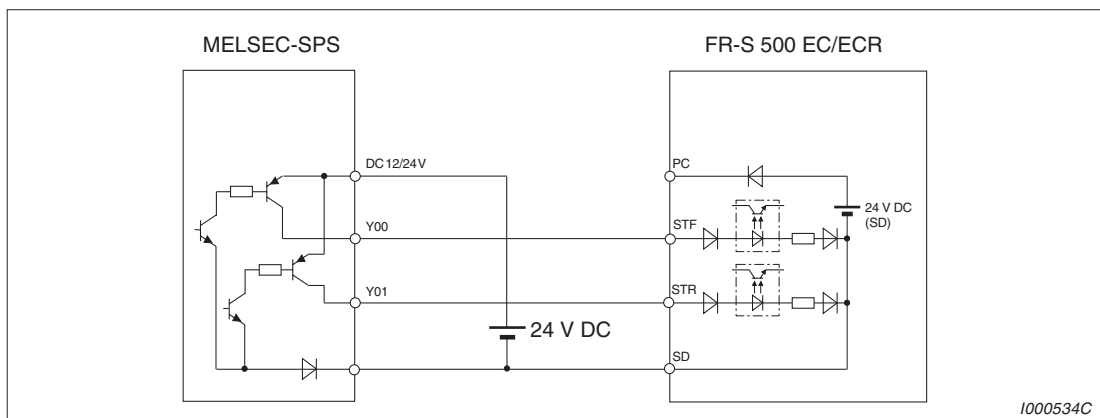 MELSEC-SPS
FR-S 500 EC/ECR
DC 12/24 V
PC
24 V DC
(SD)
Y00
STF
Y01
STR
24 V DC
SD
I000534C